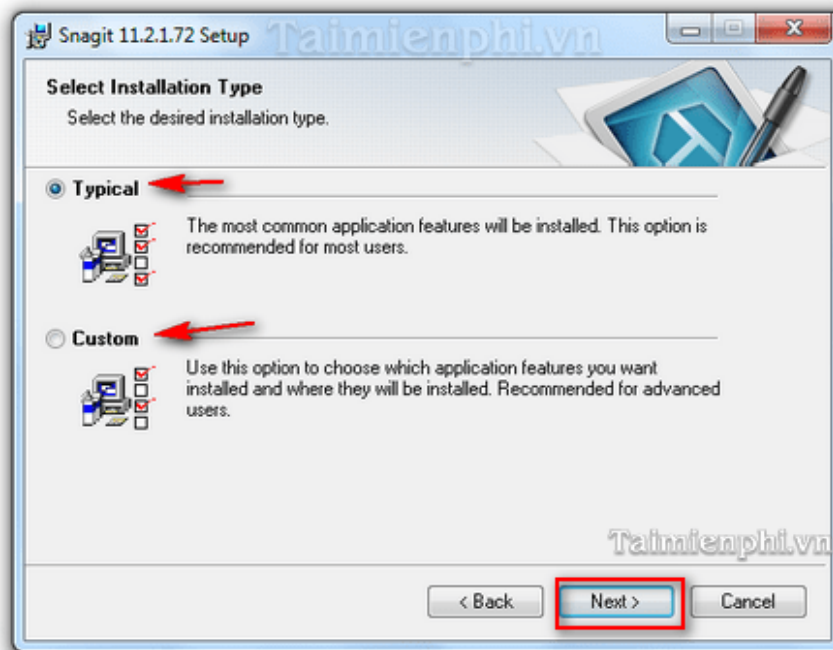 Snagit 11.2.1.72 Setup
Taimienphi.vn
Select Installation Type
Select the desired installation type.
Typical
The most common application features will be installed. This option is
recommended for most users.
Custom
Use this option to choose which application features you want
installed and where they will be installed. Recommended for advanced
users.
Taimienphi.vn
< Back
Next >
Cancel